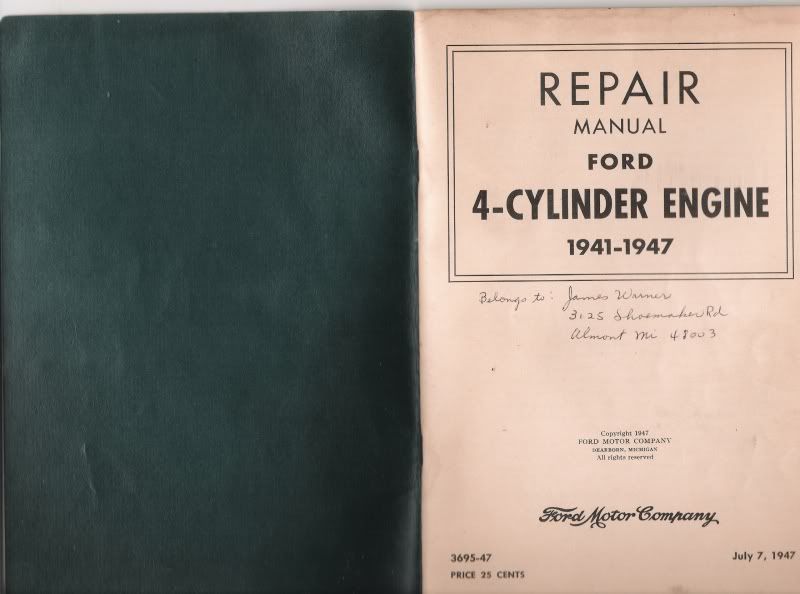 REPAIR
MANUAL
FORD
4-CYLINDER ENGINE
1941-1947
Belongs to: James Warner
3125 Shoemaker Rd
Almont Mi 48003
Copyright 1947
FORD MOTOR COMPANY
DEARBORN, MICHIGAN
All rights reserved
Ford Motor Company
3695-47
July 7, 1947
PRICE 25 CENTS